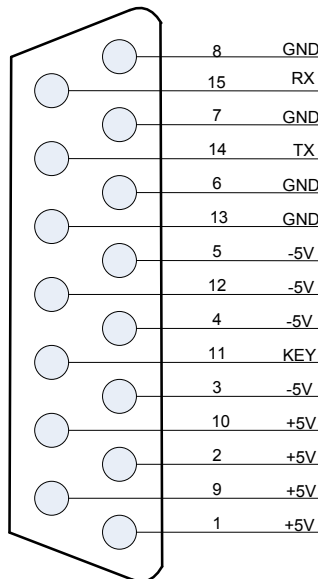 8 GND
15 RX
7 GND
14 TX
6 GND
13 GND
5 -5V
12 -5V
4 -5V
11 KEY
3 -5V
10 +5V
2 +5V
9 +5V
1 +5V